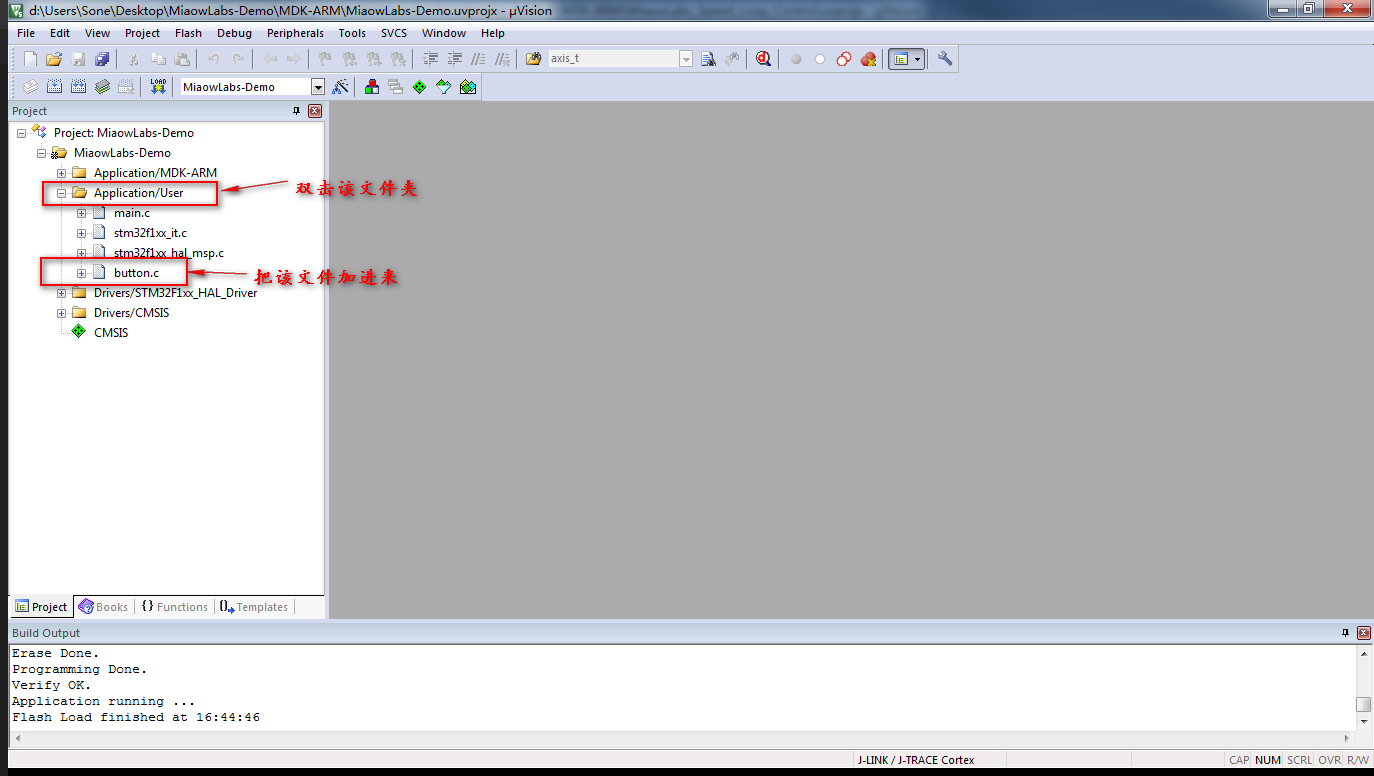 d:\Users\Sone\Desktop\MiaowLabs-Demo\MDK-ARM\MiaowLabs-Demo.uvprojx - µVision
File Edit View Project Flash Debug Peripherals Tools SVCS Window Help
axis_t
LOAD MiaowLabs-Demo
Project
Project: MiaowLabs-Demo
MiaowLabs-Demo
Application/MDK-ARM
Application/User
双击该文件夹
main.c
stm32f1xx_it.c
stm32f1xx_hal_msp.c
button.c
把该文件加进来
Drivers/STM32F1xx_HAL_Driver
Drivers/CMSIS
CMSIS
Project Books {} Functions 0 Templates
Build Output
Erase Done.
Programming Done.
Verify OK.
Application running ...
Flash Load finished at 16:44:46
J-LINK / J-TRACE Cortex CAP NUM SCRL OVR R/W